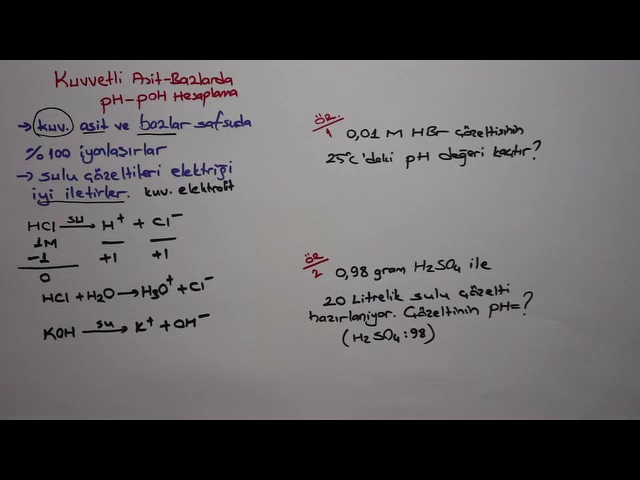 Kuvvetli Asit-Bazlarda
pH-pOH Hesaplama
→ kuv. asit ve bazlar saf suda
%100 iyonlaşırlar
→ sulu çözeltileri elektriği
iyi iletirler. kuv. elektrolit
HCl —su→ H⁺ + Cl⁻
1M — —
-1 +1 +1
0
HCl + H₂O → H₃O⁺ + Cl⁻
KOH —su→ K⁺ + OH⁻
ÖR. 1 0,01 M HBr çözeltisinin
25°C'deki pH değeri kaçtır?
ÖR 2 0,98 gram H₂SO₄ ile
20 Litrelik sulu çözelti
hazırlanıyor. Çözeltinin pH=?
(H₂SO₄:98)